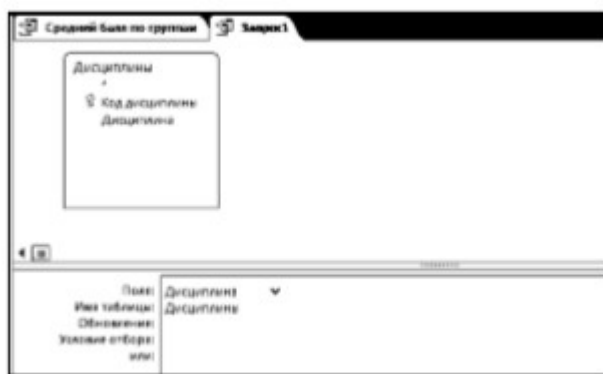 Средний балл по группам
Запрос1
Дисциплины
*
Код дисциплины
Дисциплина
Поле: Дисциплина
Имя таблицы: Дисциплины
Обновление:
Условие отбора:
или: